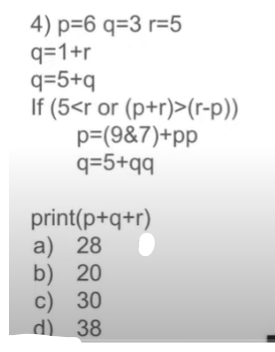 4) p=6 q=3 r=5
q=1+r
q=5+q
If (5<r or (p+r)>(r-p))
p=(9&7)+pp
q=5+qq
print(p+q+r)
a) 28
b) 20
c) 30
d) 38